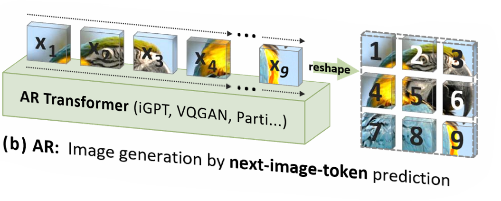 x1 x2 x3 x4 ... x9
...
reshape
AR Transformer (iGPT, VQGAN, Parti...)
1 2 3
4 5 6
7 8 9
(b) AR: Image generation by next-image-token prediction